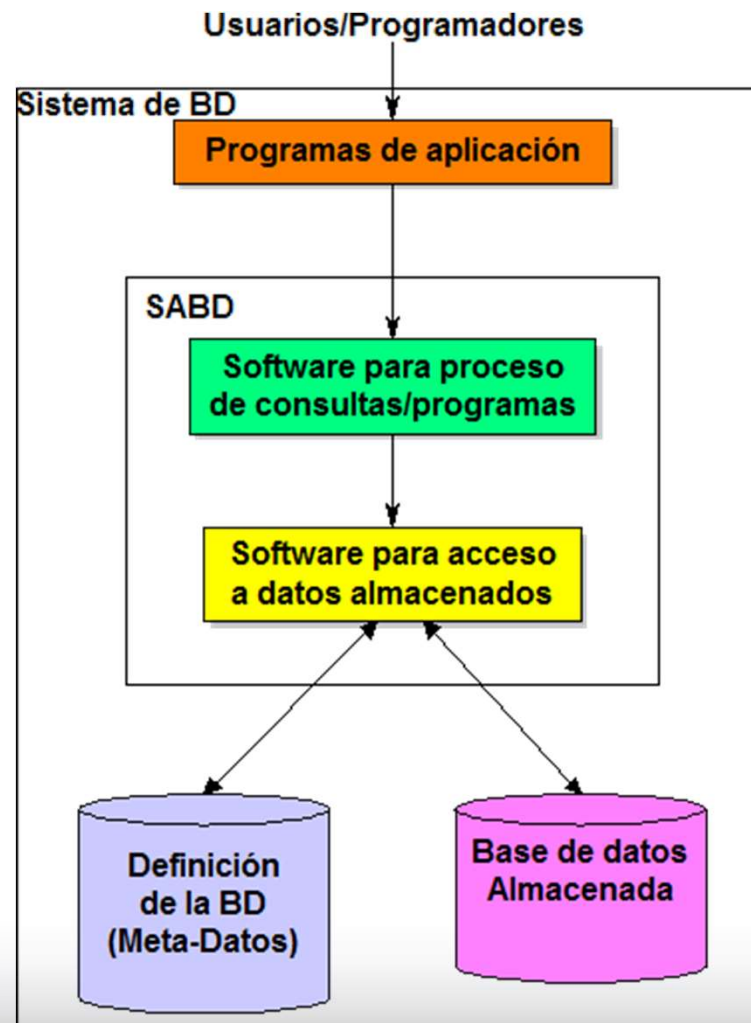 Usuarios/Programadores
Sistema de BD
Programas de aplicación
SABD
Software para proceso
de consultas/programas
Software para acceso
a datos almacenados
Definición
de la BD
(Meta-Datos)
Base de datos
Almacenada